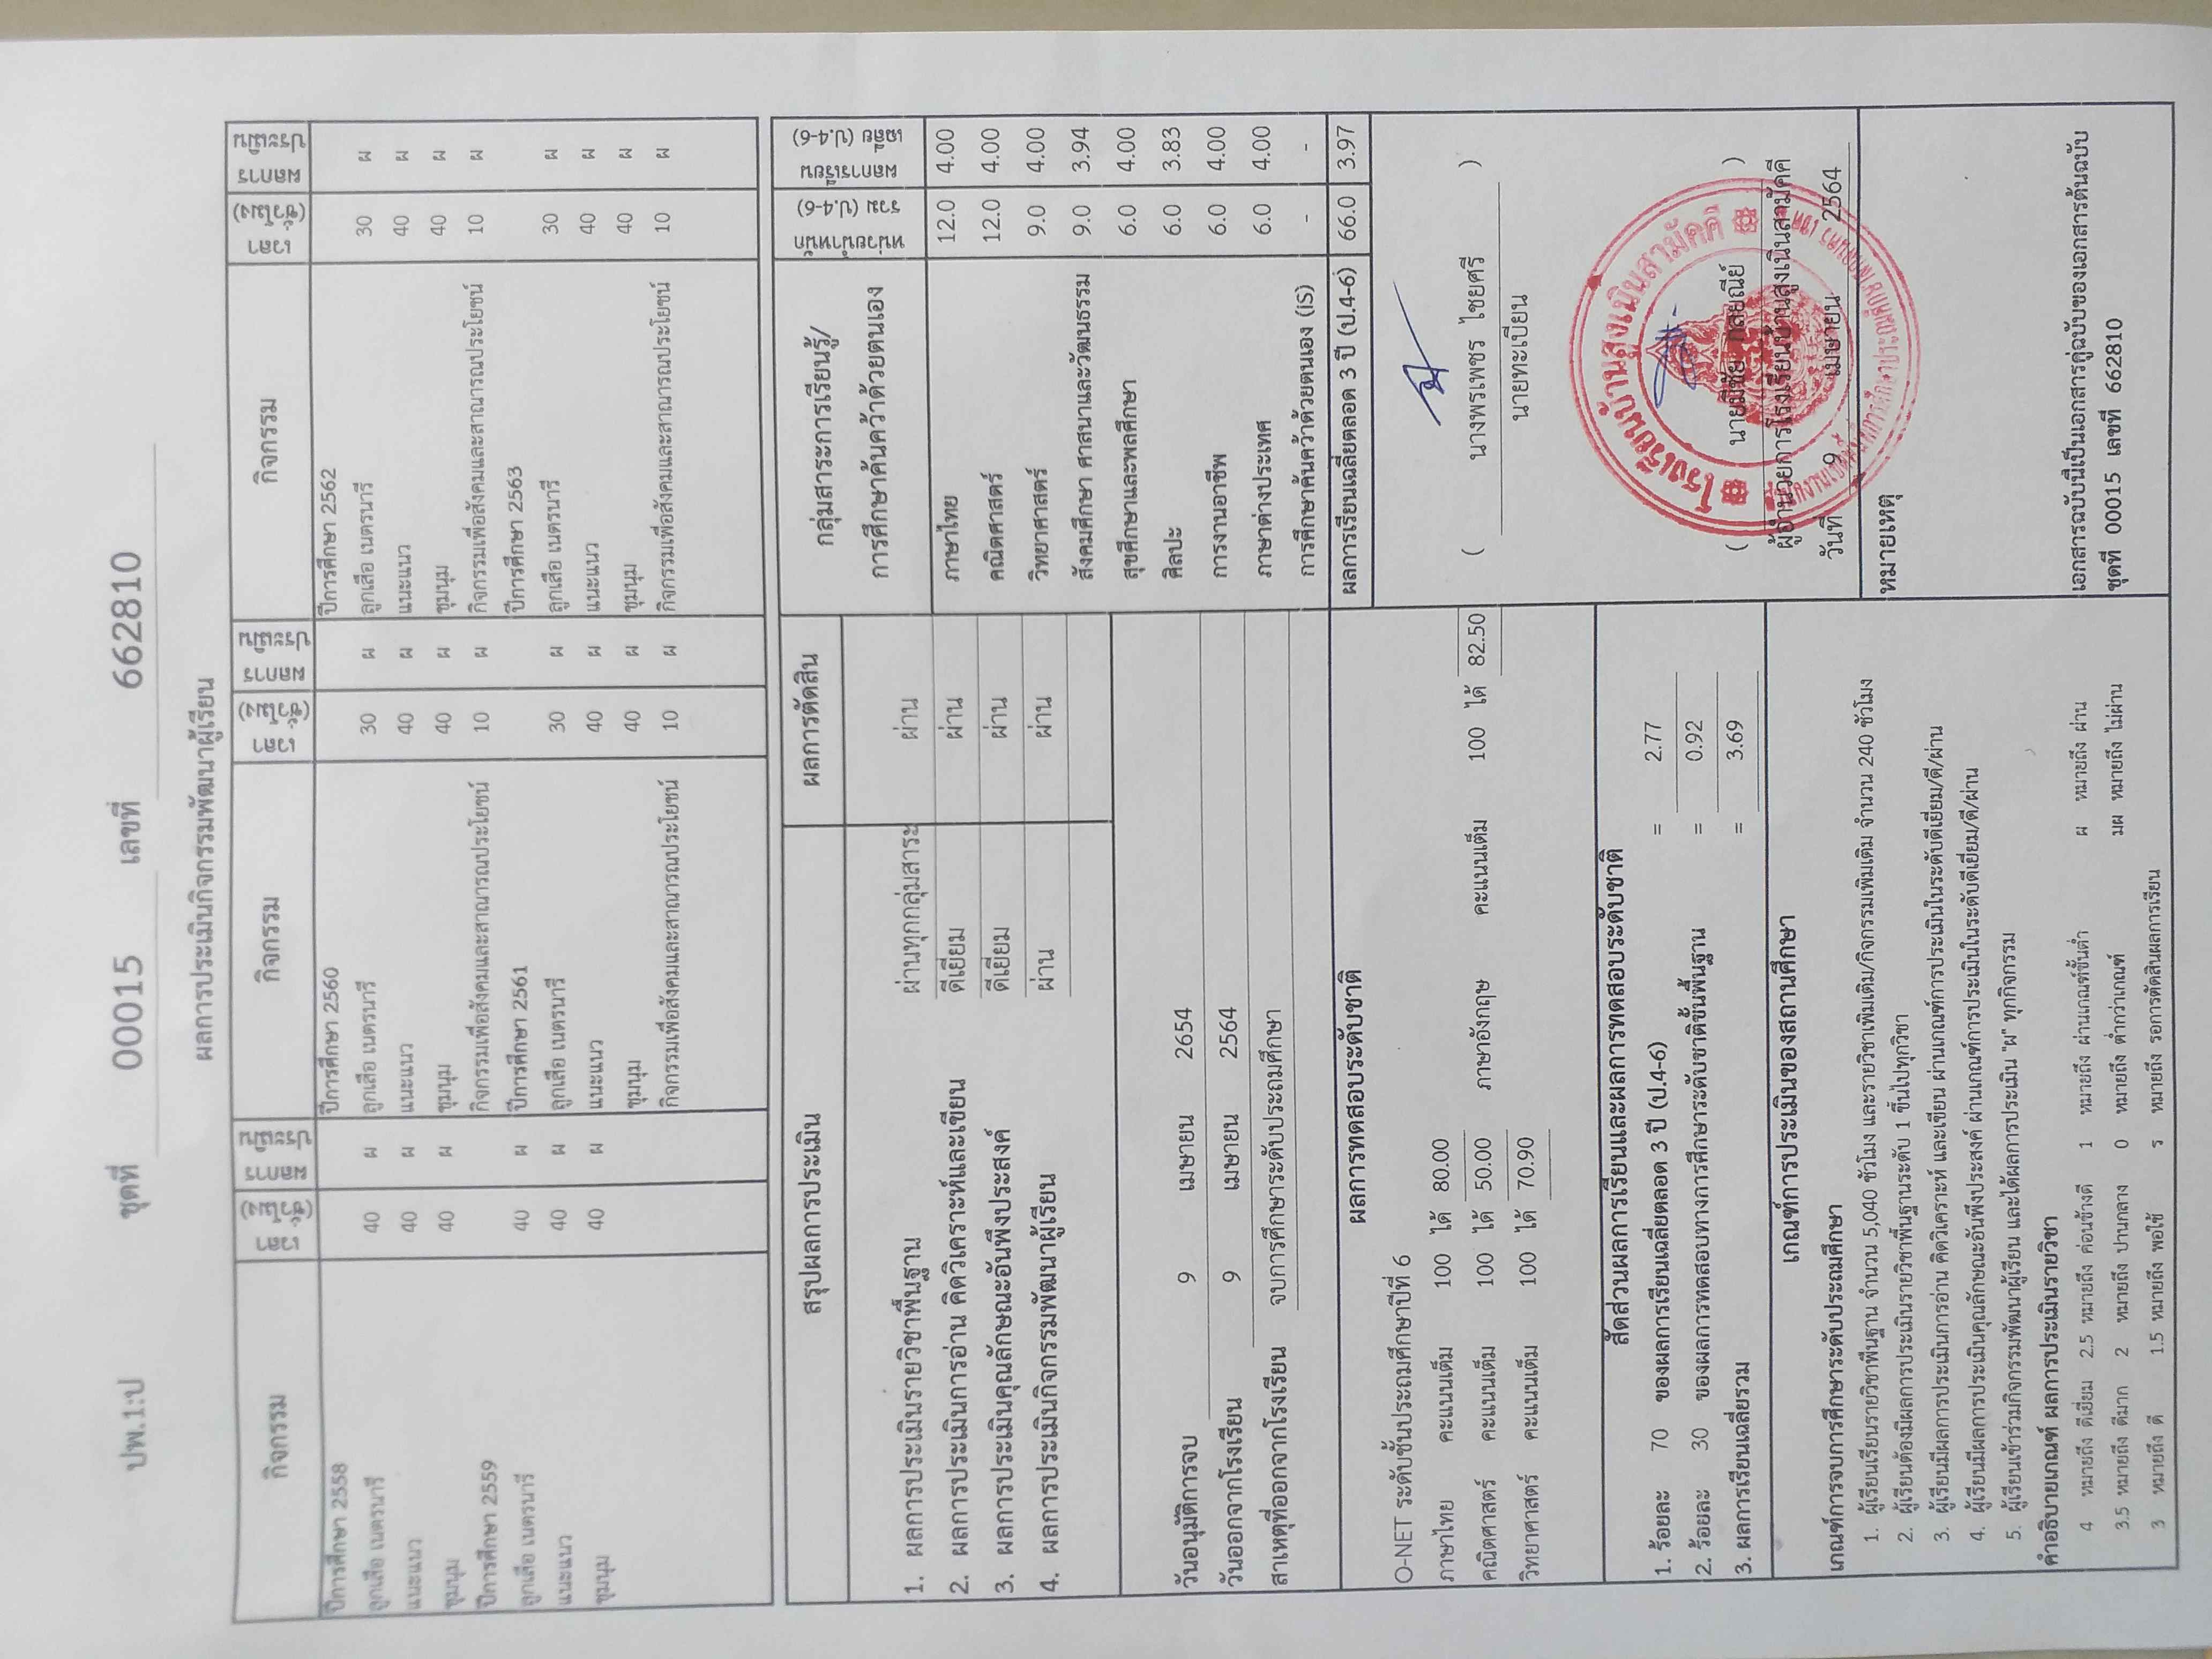 ปพ.1:ป ชุดที่ 00015 เลขที่ 662810
ผลการประเมินกิจกรรมพัฒนาผู้เรียน
กิจกรรม เวลา (ชั่วโมง) ผลการประเมิน กิจกรรม เวลา (ชั่วโมง) ผลการประเมิน กิจกรรม เวลา (ชั่วโมง) ผลการประเมิน
ปีการศึกษา 2558 ปีการศึกษา 2560 ปีการศึกษา 2562
ลูกเสือ เนตรนารี 40 ผ ลูกเสือ เนตรนารี 30 ผ ลูกเสือ เนตรนารี 30 ผ
แนะแนว 40 ผ แนะแนว 40 ผ แนะแนว 40 ผ
ชุมนุม 40 ผ ชุมนุม 40 ผ ชุมนุม 40 ผ
ปีการศึกษา 2559 กิจกรรมเพื่อสังคมและสาณารณประโยชน์ 10 ผ กิจกรรมเพื่อสังคมและสาณารณประโยชน์ 10 ผ
ลูกเสือ เนตรนารี 40 ผ ปีการศึกษา 2561 ปีการศึกษา 2563
แนะแนว 40 ผ ลูกเสือ เนตรนารี 30 ผ ลูกเสือ เนตรนารี 30 ผ
ชุมนุม 40 ผ แนะแนว 40 ผ แนะแนว 40 ผ
ชุมนุม 40 ผ ชุมนุม 40 ผ
กิจกรรมเพื่อสังคมและสาณารณประโยชน์ 10 ผ กิจกรรมเพื่อสังคมและสาณารณประโยชน์ 10 ผ
สรุปผลการประเมิน ผลการตัดสิน
1. ผลการประเมินรายวิชาพื้นฐาน ผ่านทุกกลุ่มสาระ ผ่าน
2. ผลการประเมินการอ่าน คิดวิเคราะห์และเขียน ดีเยี่ยม ผ่าน
3. ผลการประเมินคุณลักษณะอันพึงประสงค์ ดีเยี่ยม ผ่าน
4. ผลการประเมินกิจกรรมพัฒนาผู้เรียน ผ่าน ผ่าน
วันอนุมัติการจบ 9 เมษายน 2654
วันออกจากโรงเรียน 9 เมษายน 2564
สาเหตุที่ออกจากโรงเรียน จบการศึกษาระดับประถมศึกษา
กลุ่มสาระการเรียนรู้/
การศึกษาค้นคว้าด้วยตนเอง
หน่วยน้ำหนัก
รวม (ป.4-6)
ผลการเรียน
เฉลี่ย (ป.4-6)
ภาษาไทย 12.0 4.00
คณิตศาสตร์ 12.0 4.00
วิทยาศาสตร์ 9.0 4.00
สังคมศึกษา ศาสนาและวัฒนธรรม 9.0 3.94
สุขศึกษาและพลศึกษา 6.0 4.00
ศิลปะ 6.0 3.83
การงานอาชีพ 6.0 4.00
ภาษาต่างประเทศ 6.0 4.00
การศึกษาค้นคว้าด้วยตนเอง (iS) - -
ผลการเรียนเฉลี่ยตลอด 3 ปี (ป.4-6) 66.0 3.97
ผลการทดสอบระดับชาติ
O-NET ระดับชั้นประถมศึกษาปีที่ 6
ภาษาไทย คะแนนเต็ม 100 ได้ 80.00
คณิตศาสตร์ คะแนนเต็ม 100 ได้ 50.00 ภาษาอังกฤษ คะแนนเต็ม 100 ได้ 82.50
วิทยาศาสตร์ คะแนนเต็ม 100 ได้ 70.90
สัดส่วนผลการเรียนและผลการทดสอบระดับชาติ
1. ร้อยละ 70 ของผลการเรียนเฉลี่ยตลอด 3 ปี (ป.4-6) = 2.77
2. ร้อยละ 30 ของผลการทดสอบทางการศึกษาระดับชาติขั้นพื้นฐาน = 0.92
3. ผลการเรียนเฉลี่ยรวม = 3.69
( นางพรเพชร ไชยศรี )
นายทะเบียน
โรงเรียนบ้านสูงเนินสามัคคี
( นายมีชัย )
ผู้อำนวยการโรงเรียนบ้านสูงเนินสามัคคี
วันที่ 9 เมษายน 2564
เกณฑ์การประเมินของสถานศึกษา
เกณฑ์การจบการศึกษาระดับประถมศึกษา
1. ผู้เรียนเรียนรายวิชาพื้นฐาน จำนวน 5,040 ชั่วโมง และรายวิชาเพิ่มเติม/กิจกรรมเพิ่มเติม จำนวน 240 ชั่วโมง
2. ผู้เรียนต้องมีผลการประเมินรายวิชาพื้นฐานระดับ 1 ขึ้นไปทุกวิชา
3. ผู้เรียนมีผลการประเมินการอ่าน คิดวิเคราะห์ และเขียน ผ่านเกณฑ์การประเมินในระดับดีเยี่ยม/ดี/ผ่าน
4. ผู้เรียนมีผลการประเมินคุณลักษณะอันพึงประสงค์ ผ่านเกณฑ์การประเมินในระดับดีเยี่ยม/ดี/ผ่าน
5. ผู้เรียนเข้าร่วมกิจกรรมพัฒนาผู้เรียน และได้ผลการประเมิน "ผ" ทุกกิจกรรม
คำอธิบายเกณฑ์ ผลการประเมินรายวิชา
4 หมายถึง ดีเยี่ยม 2.5 หมายถึง ค่อนข้างดี 1 หมายถึง ผ่านเกณฑ์ขั้นต่ำ ผ หมายถึง ผ่าน
3.5 หมายถึง ดีมาก 2 หมายถึง ปานกลาง 0 หมายถึง ต่ำกว่าเกณฑ์ มผ หมายถึง ไม่ผ่าน
3 หมายถึง ดี 1.5 หมายถึง พอใช้ ร หมายถึง รอการตัดสินผลการเรียน
หมายเหตุ
เอกสารฉบับนี้เป็นเอกสารคู่ฉบับของเอกสารต้นฉบับ
ชุดที่ 00015 เลขที่ 662810